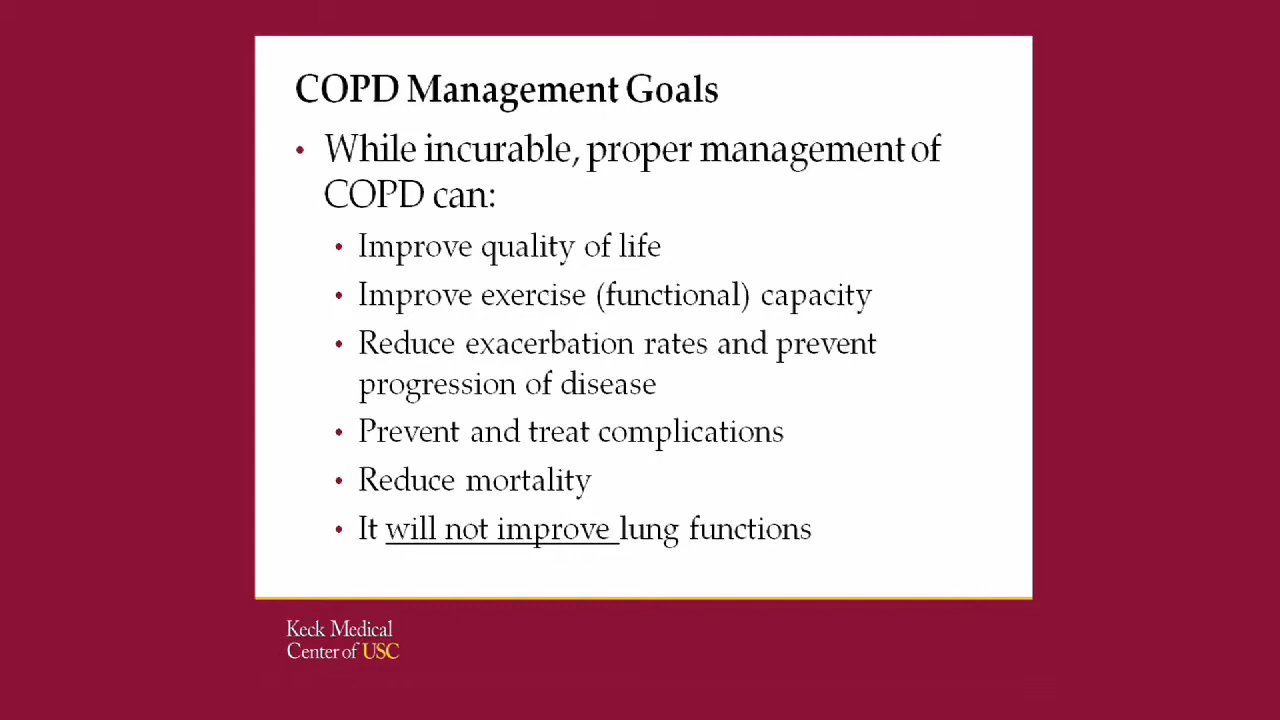 COPD Management Goals
• While incurable, proper management of
COPD can:
• Improve quality of life
• Improve exercise (functional) capacity
• Reduce exacerbation rates and prevent
progression of disease
• Prevent and treat complications
• Reduce mortality
• It will not improve lung functions
Keck Medical
Center of USC